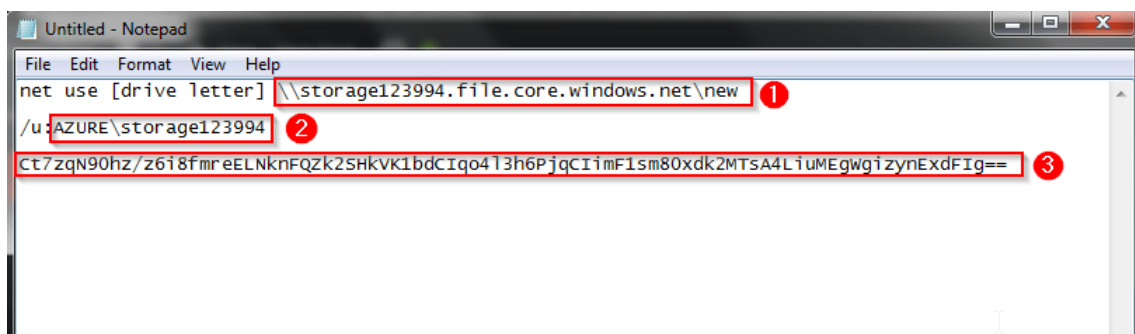 Untitled - Notepad
File Edit Format View Help
net use [drive letter] \\storage123994.file.core.windows.net\new 1
/u:AZURE\storage123994 2
Ct7zqN90hz/z6i8fmreELNknFQZk2SHkVK1bdCIqo4l3h6PjqCIimF1sm8Oxdk2MTsA4LiuMEgWgizynExdFIg== 3